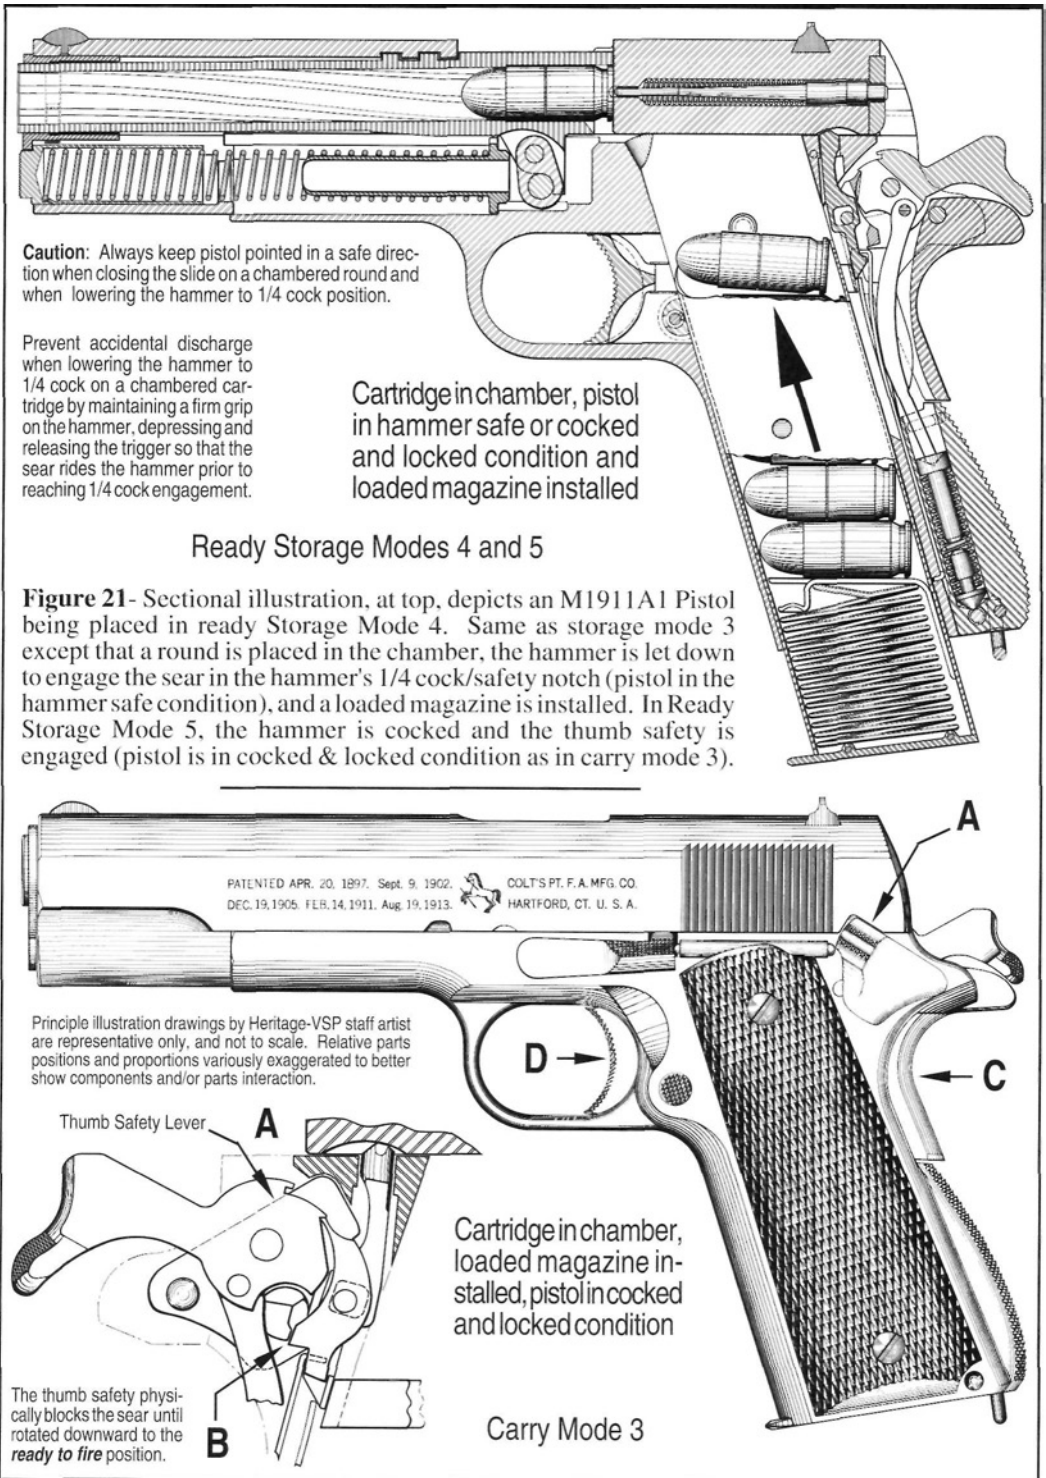 Caution: Always keep pistol pointed in a safe direc-
tion when closing the slide on a chambered round and
when lowering the hammer to 1/4 cock position.
Prevent accidental discharge
when lowering the hammer to
1/4 cock on a chambered car-
tridge by maintaining a firm grip
on the hammer, depressing and
releasing the trigger so that the
sear rides the hammer prior to
reaching 1/4 cock engagement.
Cartridge in chamber, pistol
in hammer safe or cocked
and locked condition and
loaded magazine installed
Ready Storage Modes 4 and 5
Figure 21- Sectional illustration, at top, depicts an M1911A1 Pistol
being placed in ready Storage Mode 4. Same as storage mode 3
except that a round is placed in the chamber, the hammer is let down
to engage the sear in the hammer's 1/4 cock/safety notch (pistol in the
hammer safe condition), and a loaded magazine is installed. In Ready
Storage Mode 5, the hammer is cocked and the thumb safety is
engaged (pistol is in cocked & locked condition as in carry mode 3).
A
PATENTED APR. 20, 1897. Sept. 9, 1902.
DEC. 19, 1905. FEB. 14, 1911. Aug. 19, 1913.
COLT'S PT. F. A. MFG. CO.
HARTFORD, CT. U. S. A.
Principle illustration drawings by Heritage-VSP staff artist
are representative only, and not to scale. Relative parts
positions and proportions variously exaggerated to better
show components and/or parts interaction.
D
C
Thumb Safety Lever
A
Cartridge in chamber,
loaded magazine in-
stalled, pistol in cocked
and locked condition
The thumb safety physi-
cally blocks the sear until
rotated downward to the
ready to fire position.
B
Carry Mode 3